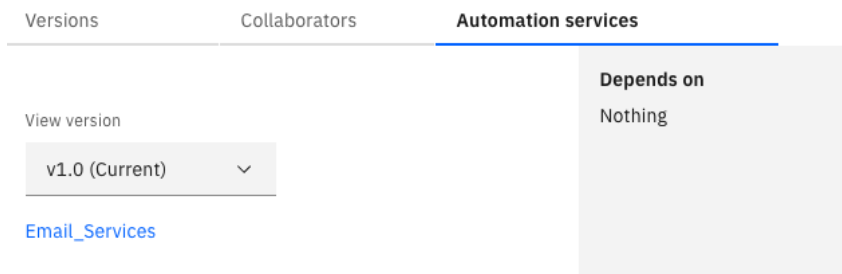 Versions
Collaborators
Automation services
View version
v1.0 (Current)
Email_Services
Depends on
Nothing